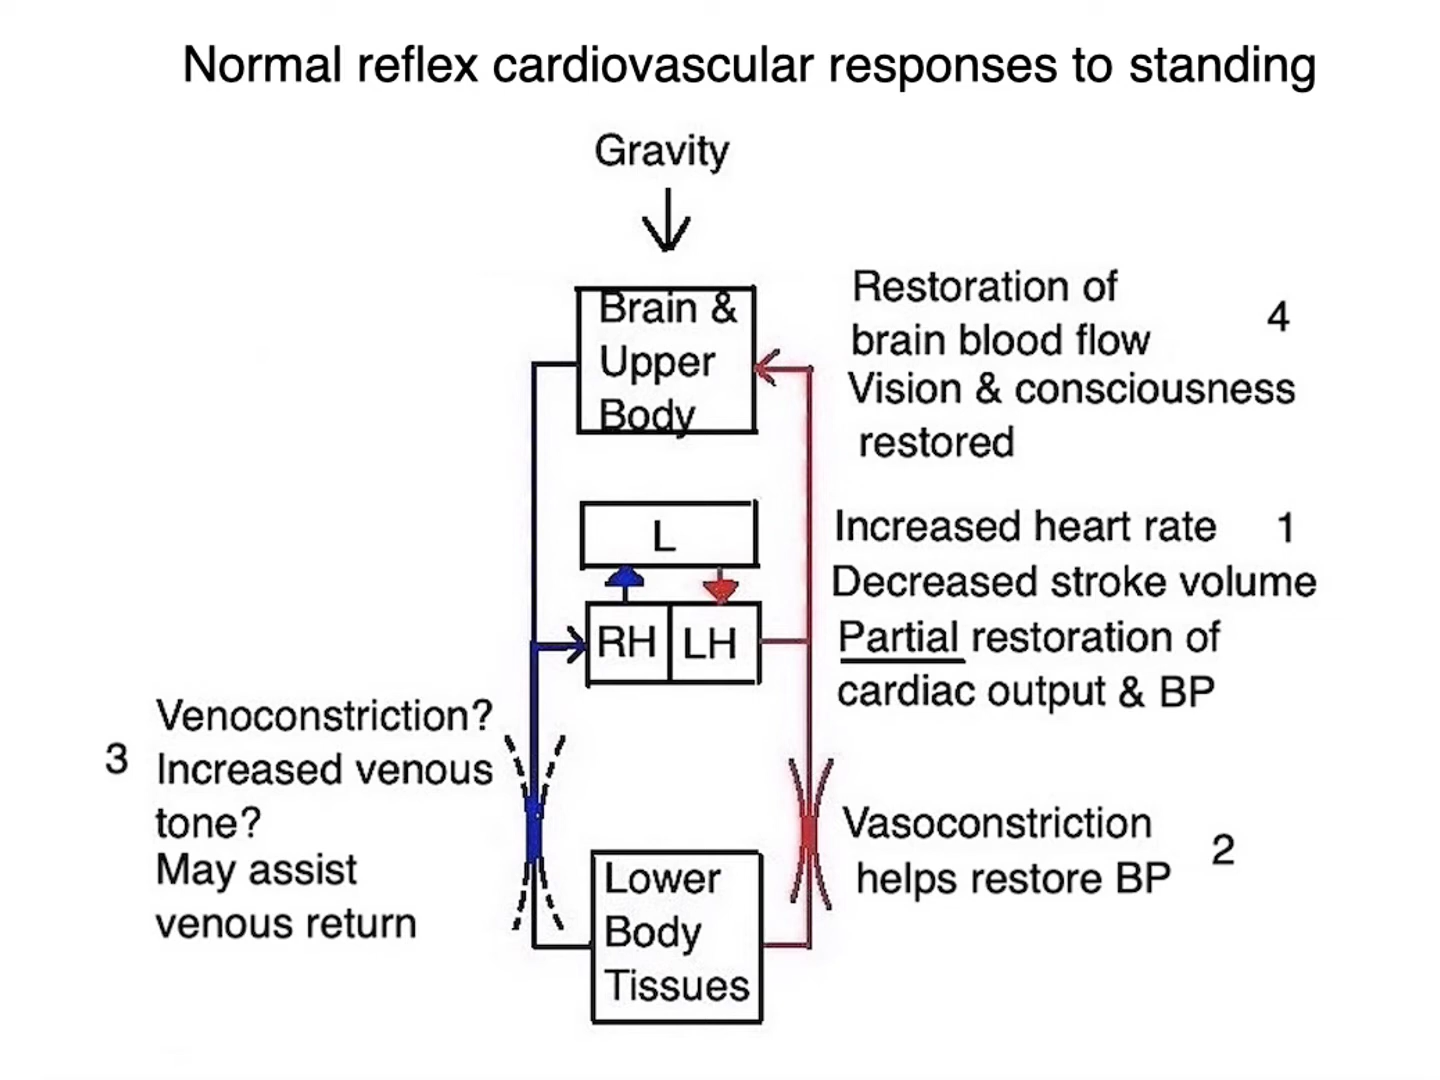 Normal reflex cardiovascular responses to standing
Gravity
Brain &
Upper
Body
Restoration of
brain blood flow
4
Vision & consciousness
restored
L
RH
LH
Increased heart rate
1
Decreased stroke volume
Partial restoration of
cardiac output & BP
3
Venoconstriction?
Increased venous
tone?
May assist
venous return
Vasoconstriction
helps restore BP
2
Lower
Body
Tissues